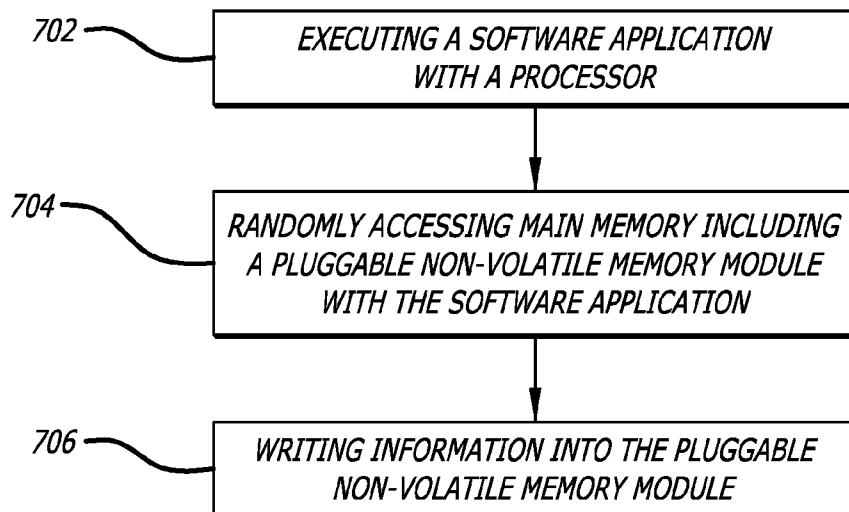 702
EXECUTING A SOFTWARE APPLICATION
WITH A PROCESSOR
704
RANDOMLY ACCESSING MAIN MEMORY INCLUDING
A PLUGGABLE NON-VOLATILE MEMORY MODULE
WITH THE SOFTWARE APPLICATION
706
WRITING INFORMATION INTO THE PLUGGABLE
NON-VOLATILE MEMORY MODULE